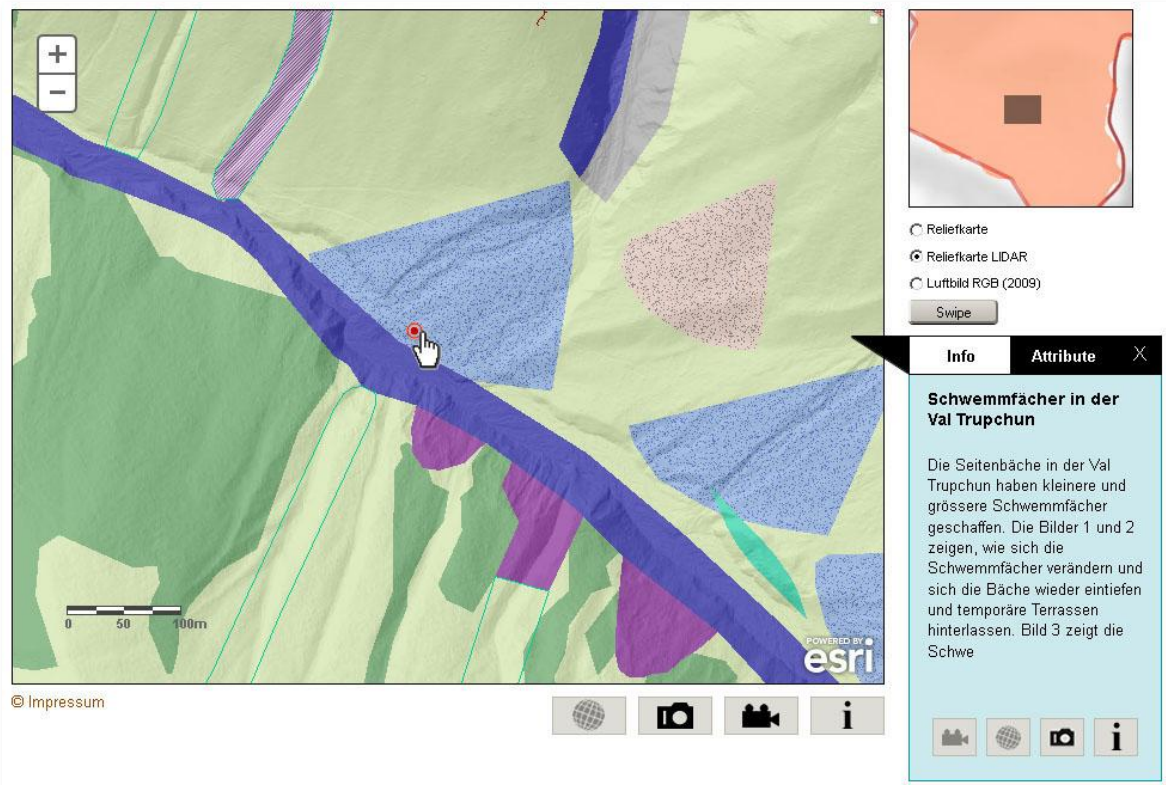 +
−
0 50 100m
POWERED BY
esri
© Impressum
i
Reliefkarte
Reliefkarte LIDAR
Luftbild RGB (2009)
Swipe
Info Attribute X
Schwemmfächer in der
Val Trupchun
Die Seitenbäche in der Val
Trupchun haben kleinere und
grössere Schwemmfächer
geschaffen. Die Bilder 1 und 2
zeigen, wie sich die
Schwemmfächer verändern und
sich die Bäche wieder eintiefen
und temporäre Terrassen
hinterlassen. Bild 3 zeigt die
Schwe
i